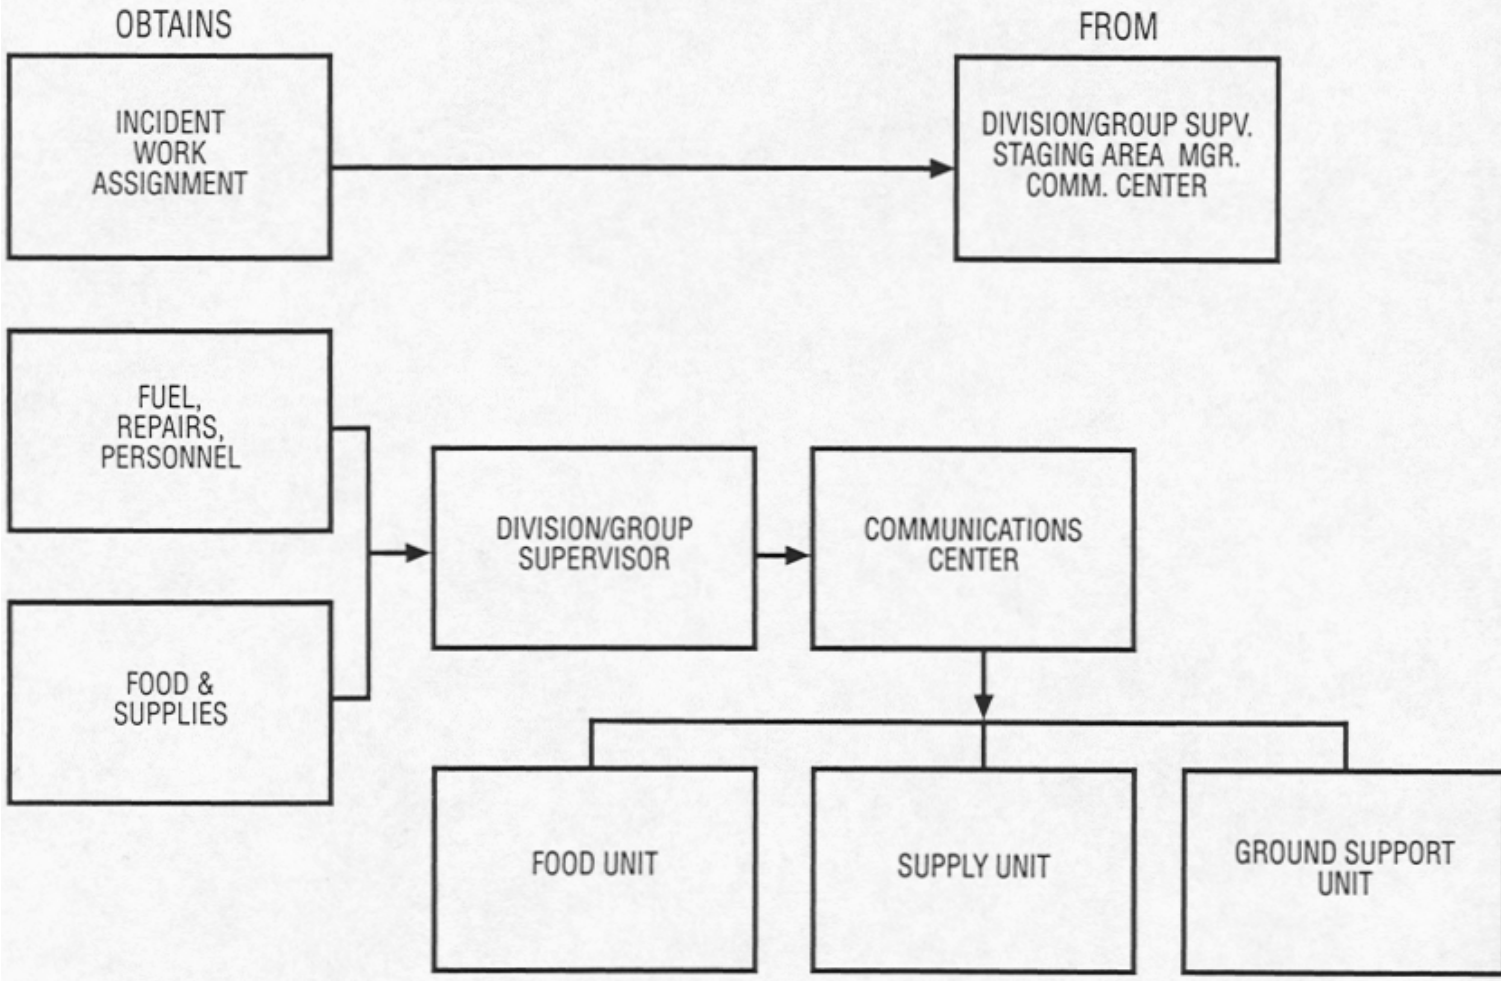 OBTAINS
FROM
INCIDENT
WORK
ASSIGNMENT
DIVISION/GROUP SUPV.
STAGING AREA MGR.
COMM. CENTER
FUEL,
REPAIRS,
PERSONNEL
FOOD &
SUPPLIES
DIVISION/GROUP
SUPERVISOR
COMMUNICATIONS
CENTER
FOOD UNIT
SUPPLY UNIT
GROUND SUPPORT
UNIT